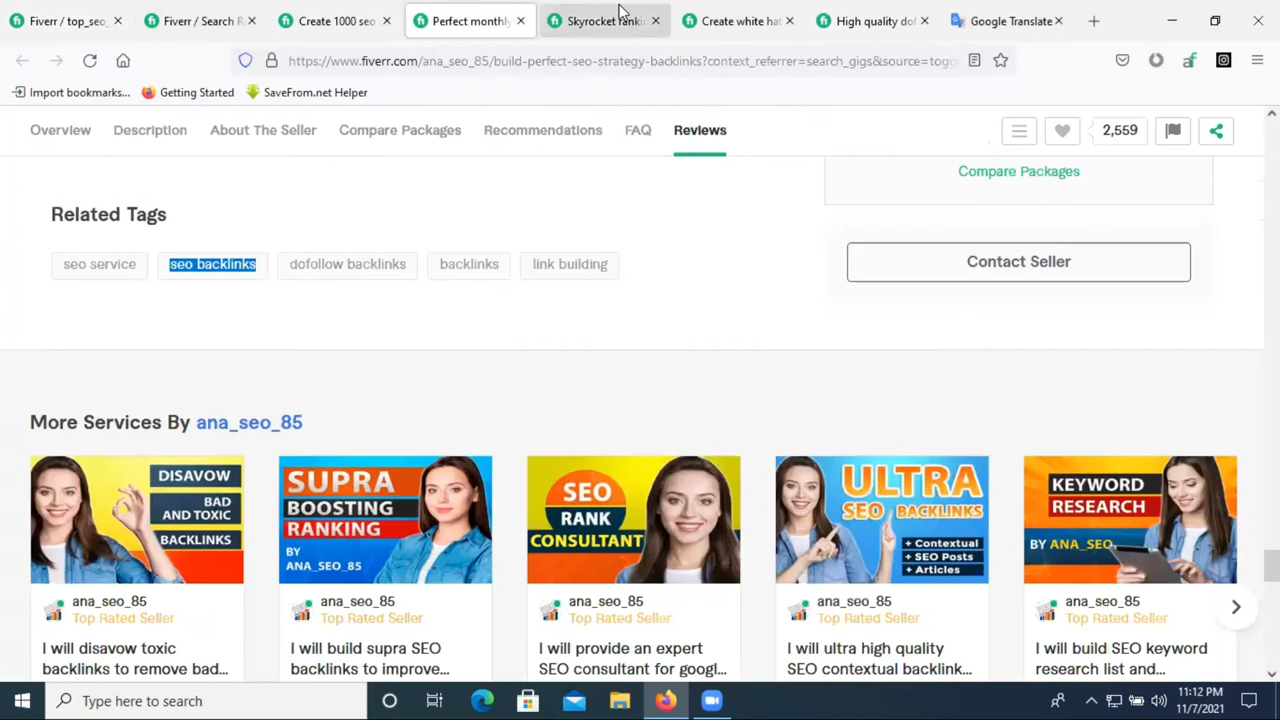 Fiverr / top_seo_
Fiverr / Search R
Create 1000 seo
Perfect monthly
Skyrocket rankin
Create white hat
High quality dof
Google Translate
https://www.fiverr.com/ana_seo_85/build-perfect-seo-strategy-backlinks?context_referrer=search_gigs&source=togg
Import bookmarks...
Getting Started
SaveFrom.net Helper
Overview
Description
About The Seller
Compare Packages
Recommendations
FAQ
Reviews
2,559
Compare Packages
Related Tags
seo service
seo backlinks
dofollow backlinks
backlinks
link building
Contact Seller
More Services By ana_seo_85
DISAVOW
BAD
AND TOXIC
BACKLINKS
SUPRA
BOOSTING
RANKING
BY
ANA_SEO_85
SEO
RANK
CONSULTANT
ULTRA
SEO BACKLINKS
+ Contextual
+ SEO Posts
+ Articles
KEYWORD
RESEARCH
BY ANA_SEO_
ana_seo_85
Top Rated Seller
I will disavow toxic
backlinks to remove bad...
ana_seo_85
Top Rated Seller
I will build supra SEO
backlinks to improve...
ana_seo_85
Top Rated Seller
I will provide an expert
SEO consultant for googl...
ana_seo_85
Top Rated Seller
I will ultra high quality
SEO contextual backlink...
ana_seo_85
Top Rated Seller
I will build SEO keyword
research list and...
Type here to search
11:12 PM
11/7/2021